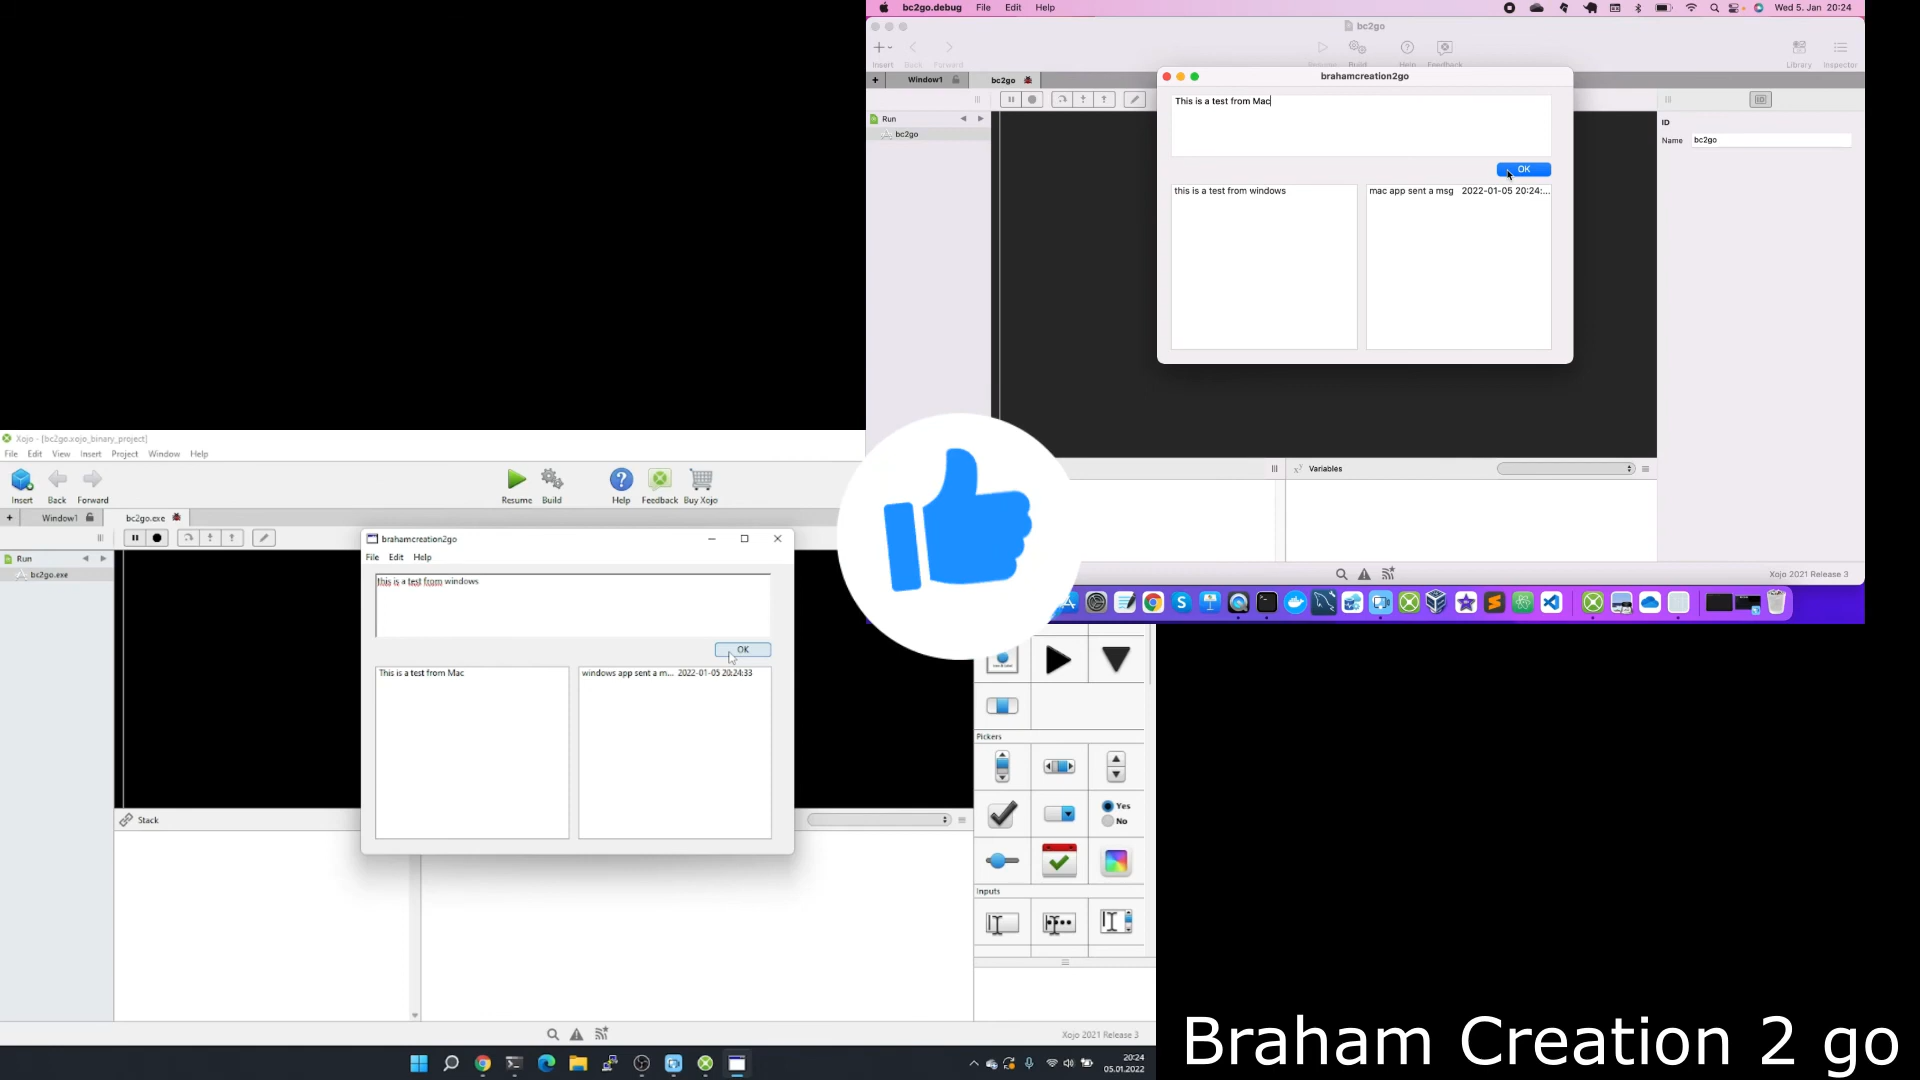 bc2go.debug File Edit Help
Wed 5. Jan 20:24
bc2go
Insert Back Forward
Help Feedback
Library Inspector
Window1
bc2go
brahamcreation2go
This is a test from Mac
Run
bc2go
ID
Name bc2go
OK
this is a test from windows
mac app sent a msg 2022-01-05 20:24:...
Variables
Xojo 2021 Release 3
Xojo - [bc2go.xojo_binary_project]
File Edit View Insert Project Window Help
Insert Back Forward
Resume Build Help Feedback Buy Xojo
Window1
bc2go.exe
Run
bc2go.exe
brahamcreation2go
File Edit Help
this is a test from windows
OK
This is a test from Mac
windows app sent a m... 2022-01-05 20:24:33
Stack
Pickers
Yes
No
Inputs
Xojo 2021 Release 3
20:24
05.01.2022
Braham Creation 2 go